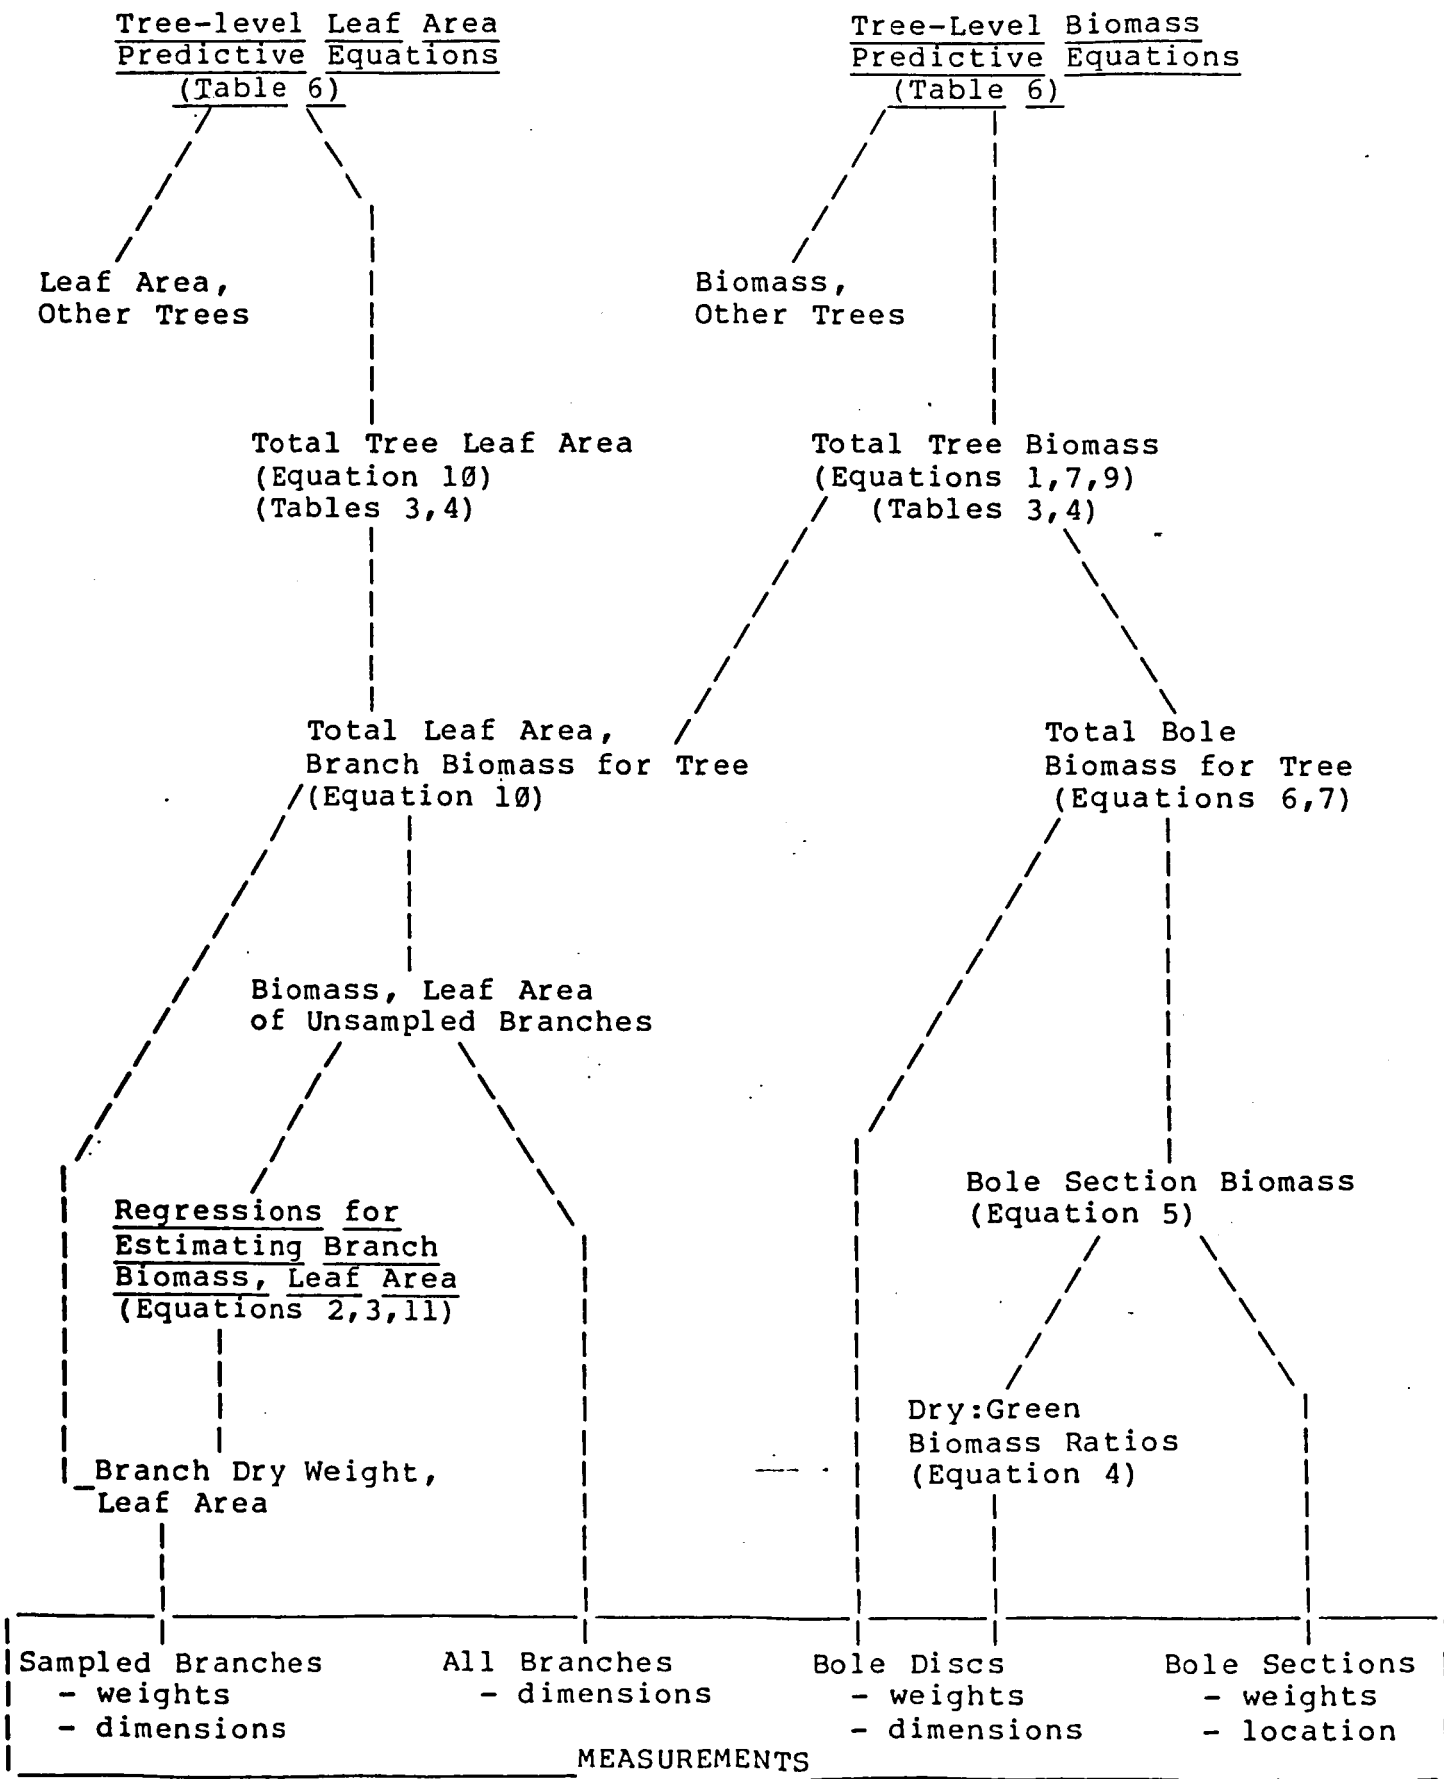 Tree-level Leaf Area
Predictive Equations
(Table 6)
Tree-Level Biomass
Predictive Equations
(Table 6)
Leaf Area,
Other Trees
Biomass,
Other Trees
Total Tree Leaf Area
(Equation 10)
(Tables 3,4)
Total Tree Biomass
(Equations 1,7,9)
(Tables 3,4)
Total Leaf Area,
Branch Biomass for Tree
(Equation 10)
Total Bole
Biomass for Tree
(Equations 6,7)
Biomass, Leaf Area
of Unsampled Branches
Regressions for
Estimating Branch
Biomass, Leaf Area
(Equations 2,3,11)
Bole Section Biomass
(Equation 5)
Dry:Green
Biomass Ratios
(Equation 4)
Branch Dry Weight,
Leaf Area
Sampled Branches
- weights
- dimensions
All Branches
- dimensions
Bole Discs
- weights
- dimensions
Bole Sections
- weights
- location
MEASUREMENTS